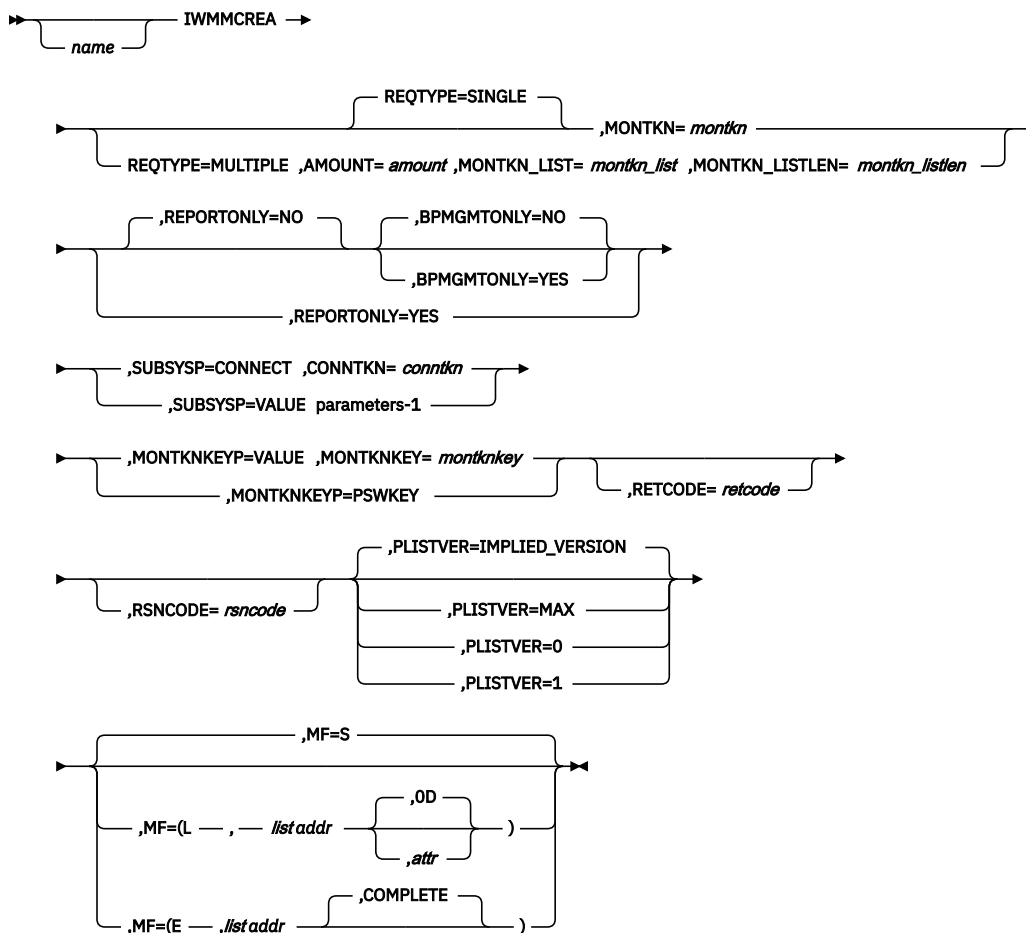 IWMMCREA
name
REQTYPE=SINGLE
,MONTKN= montkn
REQTYPE=MULTIPLE ,AMOUNT= amount ,MONTKN_LIST= montkn_list ,MONTKN_LISTLEN= montkn_listlen
,REPORTONLY=NO ,BPMGMTONLY=NO
,BPMGMTONLY=YES
,REPORTONLY=YES
,SUBSYSP=CONNECT ,CONNTKN= conntkn
,SUBSYSP=VALUE parameters-1
,MONTKNKEYP=VALUE ,MONTKNKEY= montknkey
,MONTKNKEYP=PSWKEY ,RETCODE= retcode
,PLISTVER=IMPLIED_VERSION
,RSNCODE= rsncode ,PLISTVER=MAX
,PLISTVER=0
,PLISTVER=1
,MF=S
,0D
,MF=(L , list addr )
,attr
,COMPLETE
,MF=(E ,list addr )